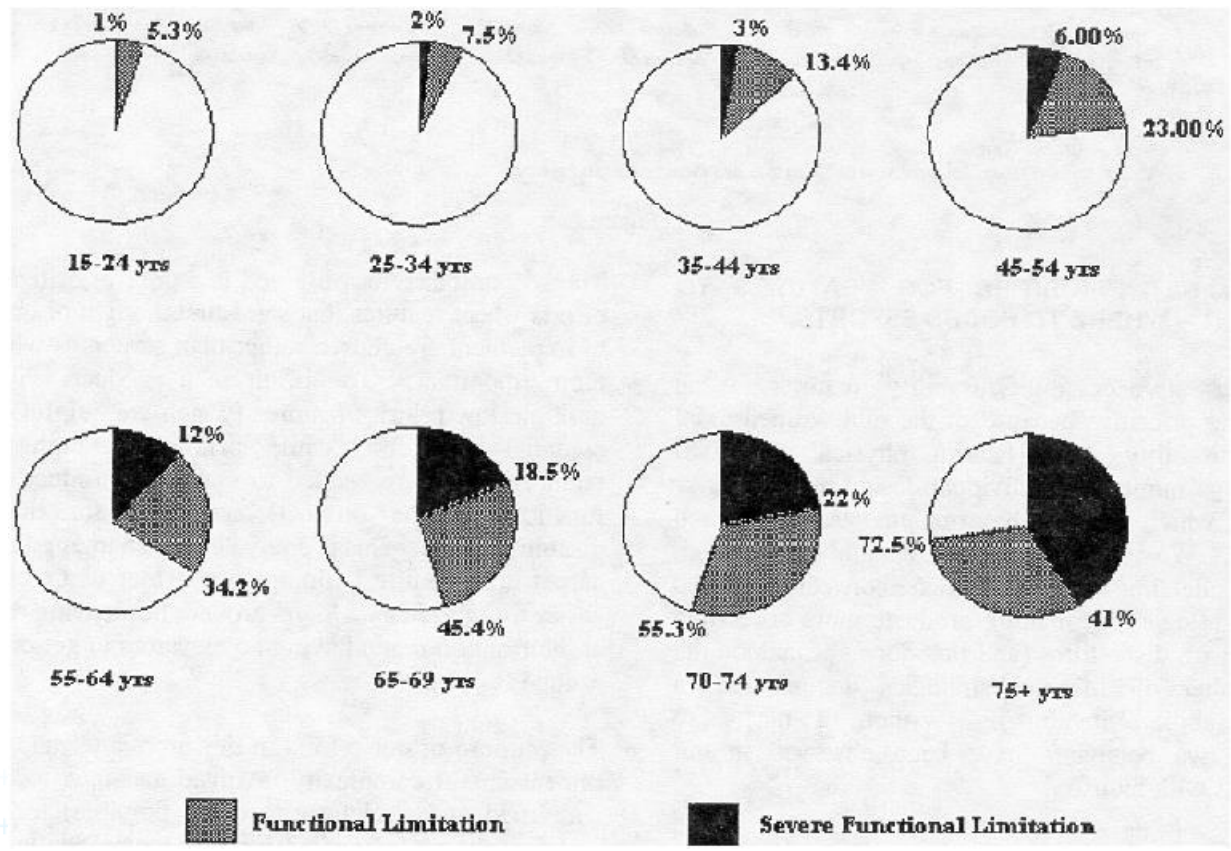 1% 5.3%
2% 7.5%
3%
13.4%
6.00%
23.00%
15-24 yrs
25-34 yrs
35-44 yrs
45-54 yrs
12%
34.2%
18.5%
45.4%
22%
55.3%
72.5%
41%
55-64 yrs
65-69 yrs
70-74 yrs
75+ yrs
Functional Limitation
Severe Functional Limitation